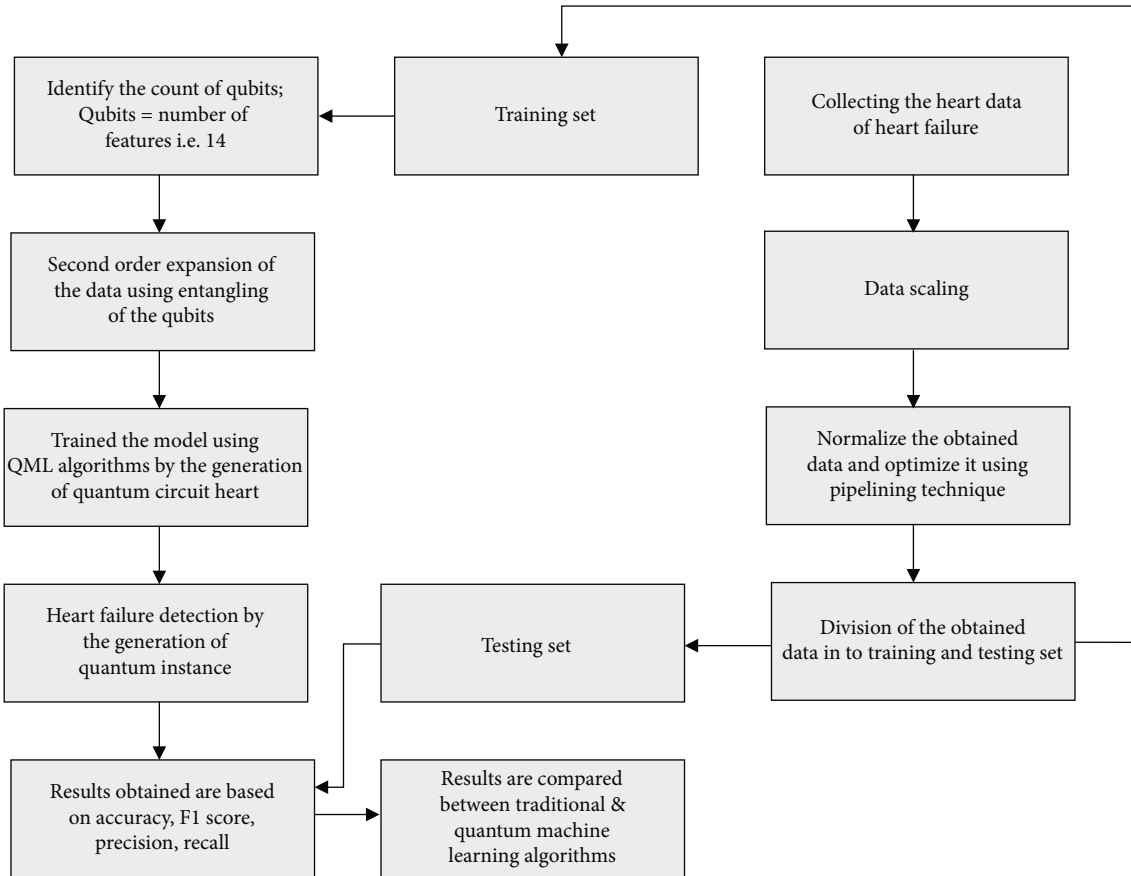 Identify the count of qubits;
Qubits = number of
features i.e. 14
Training set
Collecting the heart data
of heart failure
Second order expansion of
the data using entangling
of the qubits
Data scaling
Trained the model using
QML algorithms by the generation
of quantum circuit heart
Normalize the obtained
data and optimize it using
pipelining technique
Heart failure detection by
the generation of
quantum instance
Testing set
Division of the obtained
data in to training and testing set
Results obtained are based
on accuracy, F1 score,
precision, recall
Results are compared
between traditional &
quantum machine
learning algorithms